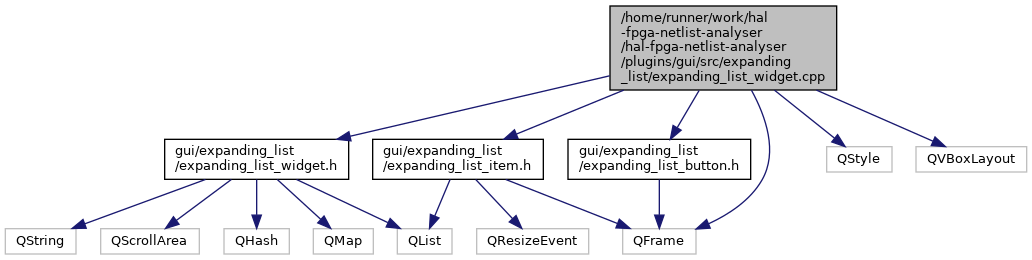 /home/runner/work/hal
-fpga-netlist-analyser
/hal-fpga-netlist-analyser
/plugins/gui/src/expanding
_list/expanding_list_widget.cpp
gui/expanding_list
/expanding_list_widget.h
gui/expanding_list
/expanding_list_item.h
gui/expanding_list
/expanding_list_button.h
QStyle
QVBoxLayout
QString
QScrollArea
QHash
QMap
QList
QResizeEvent
QFrame